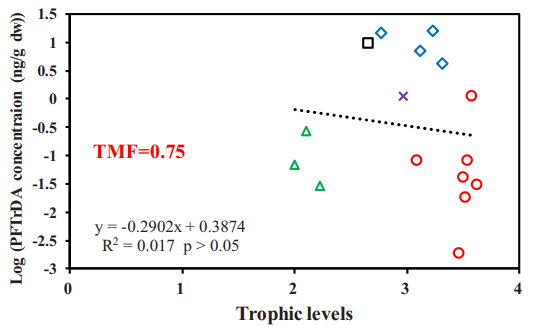 Log (PFTrDA concentraion (ng/g dw))
1.5
1
0.5
0
-0.5
-1
-1.5
-2
-2.5
-3
TMF=0.75
y = -0.2902x + 0.3874
R² = 0.017 p > 0.05
0 1 2 3 4
Trophic levels